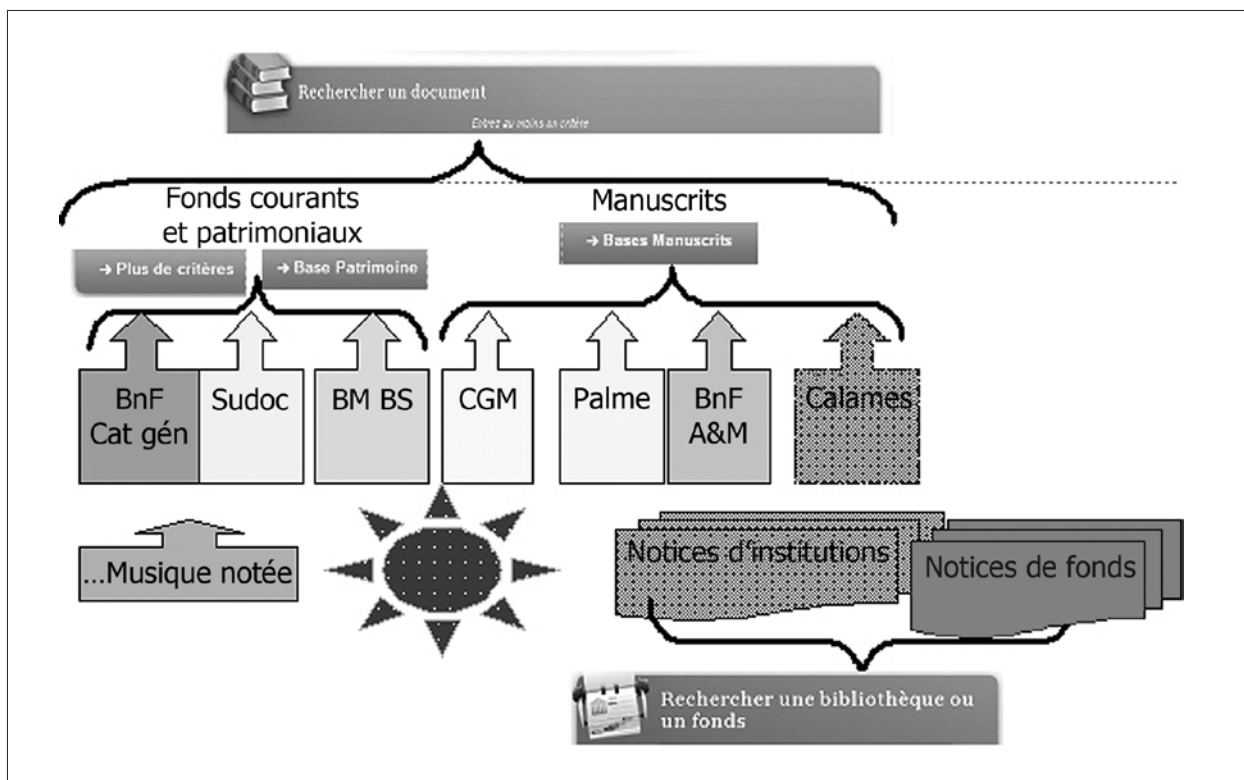 Rechercher un document
Entrez au moins un critère
Fonds courants
et patrimoniaux
Manuscrits
→ Plus de critères
→ Base Patrimoine
→ Bases Manuscrits
BnF
Cat gén
Sudoc
BM BS
CGM
Palme
BnF
A&M
Calames
...Musique notée
Notices d'institutions
Notices de fonds
Rechercher une bibliothèque ou
un fonds